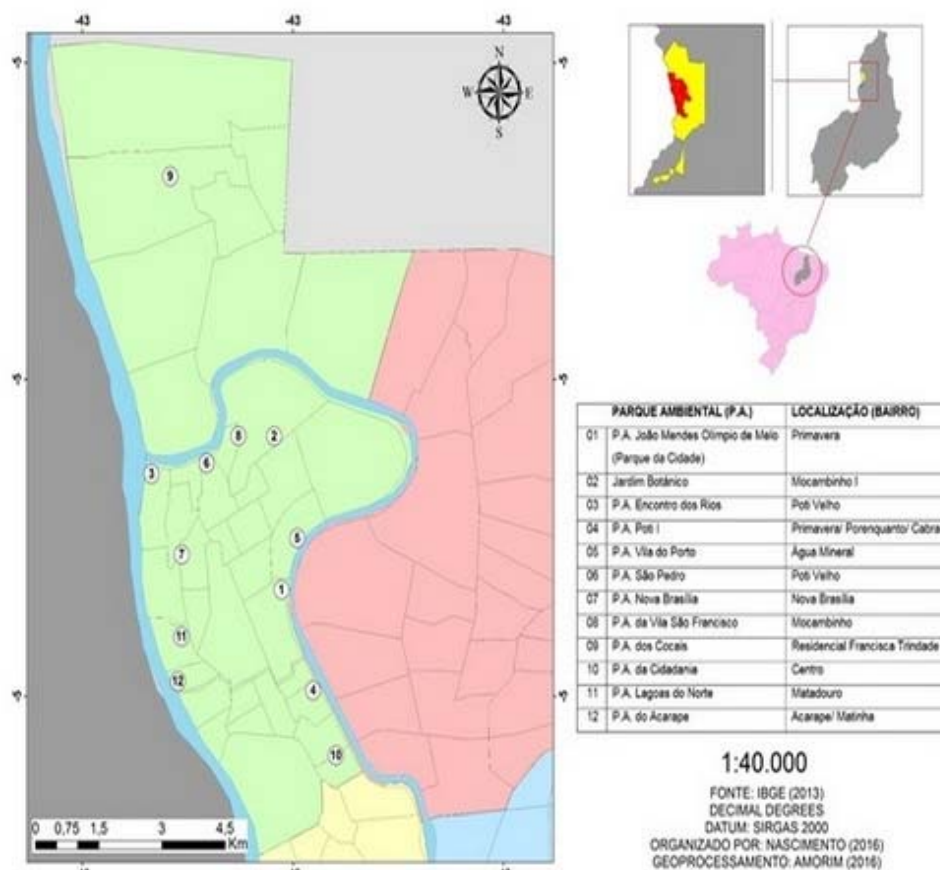 -43 -43 -43
N
W E
S
-5
9
-5
8 2
3 6
5
7
1
11
12
4
-5
10
0 0,75 1,5 3 4,5
Km
PARQUE AMBIENTAL (P.A.) LOCALIZAÇÃO (BAIRRO)
01 P.A. João Mendes Olímpio de Melo Primavera
(Parque da Cidade)
02 Jardim Botânico Mocambinho I
03 P.A. Encontro dos Rios Poti Velho
04 P.A. Poti I Primavera/ Porenquanto/ Cabra
05 P.A. Vila do Porto Água Mineral
06 P.A. São Pedro Poti Velho
07 P.A. Nova Brasília Nova Brasília
08 P.A. da Vila São Francisco Mocambinho
09 P.A. dos Cocais Residencial Francisca Trindade
10 P.A. da Cidadania Centro
11 P.A. Lagoas do Norte Matadouro
12 P.A. do Acarape Acarape/ Matinha
1:40.000
FONTE: IBGE (2013)
DECIMAL DEGREES
DATUM: SIRGAS 2000
ORGANIZADO POR: NASCIMENTO (2016)
GEOPROCESSAMENTO: AMORIM (2016)